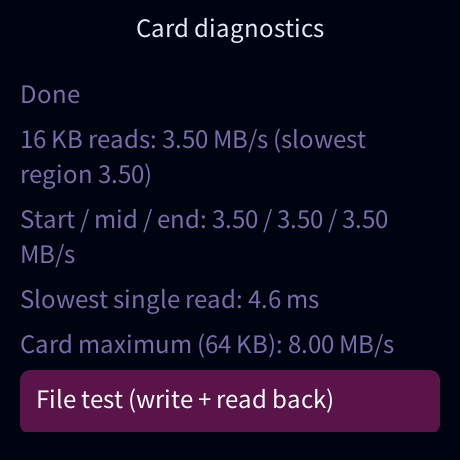 Card diagnostics
Done
16 KB reads: 3.50 MB/s (slowest
region 3.50)
Start / mid / end: 3.50 / 3.50 / 3.50
MB/s
Slowest single read: 4.6 ms
Card maximum (64 KB): 8.00 MB/s
File test (write + read back)